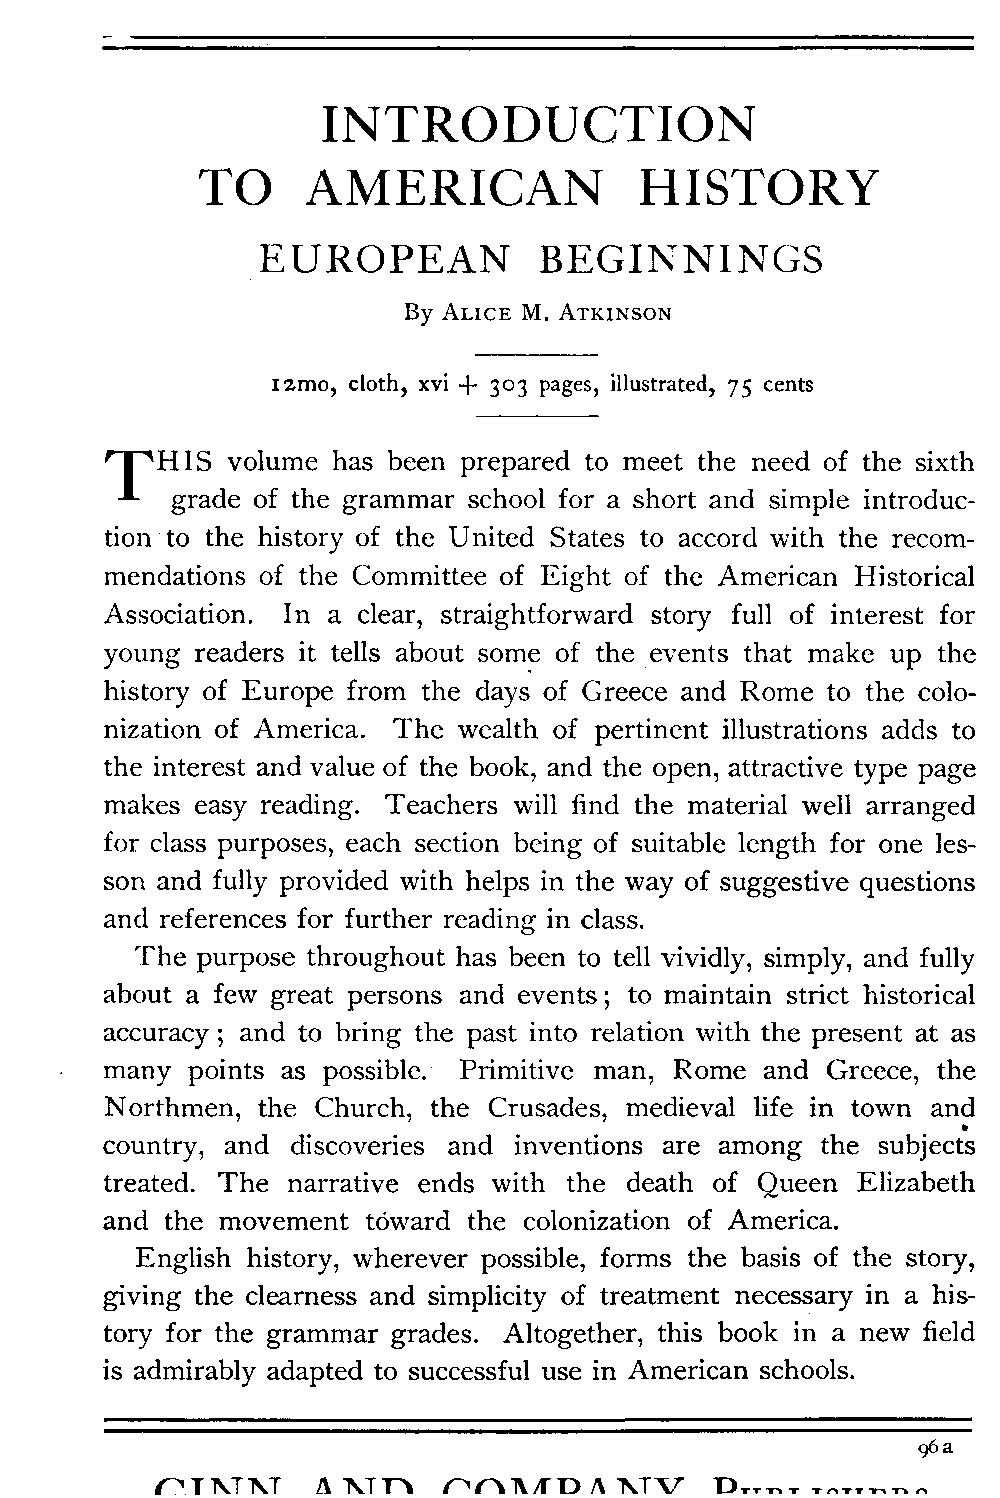 INTRODUCTION
TO AMERICAN HISTORY
EUROPEAN BEGINNINGS
By ALICE M. ATKINSON
12mo, cloth, xvi + 303 pages, illustrated, 75 cents
THIS volume has been prepared to meet the need of the sixth
grade of the grammar school for a short and simple introduc-
tion to the history of the United States to accord with the recom-
mendations of the Committee of Eight of the American Historical
Association. In a clear, straightforward story full of interest for
young readers it tells about some of the events that make up the
history of Europe from the days of Greece and Rome to the colo-
nization of America. The wealth of pertinent illustrations adds to
the interest and value of the book, and the open, attractive type page
makes easy reading. Teachers will find the material well arranged
for class purposes, each section being of suitable length for one les-
son and fully provided with helps in the way of suggestive questions
and references for further reading in class.
The purpose throughout has been to tell vividly, simply, and fully
about a few great persons and events; to maintain strict historical
accuracy; and to bring the past into relation with the present at as
many points as possible. Primitive man, Rome and Greece, the
Northmen, the Church, the Crusades, medieval life in town and
country, and discoveries and inventions are among the subjects
treated. The narrative ends with the death of Queen Elizabeth
and the movement toward the colonization of America.
English history, wherever possible, forms the basis of the story,
giving the clearness and simplicity of treatment necessary in a his-
tory for the grammar grades. Altogether, this book in a new field
is admirably adapted to successful use in American schools.
96 a
GINN AND COMPANY PUBLISHERS